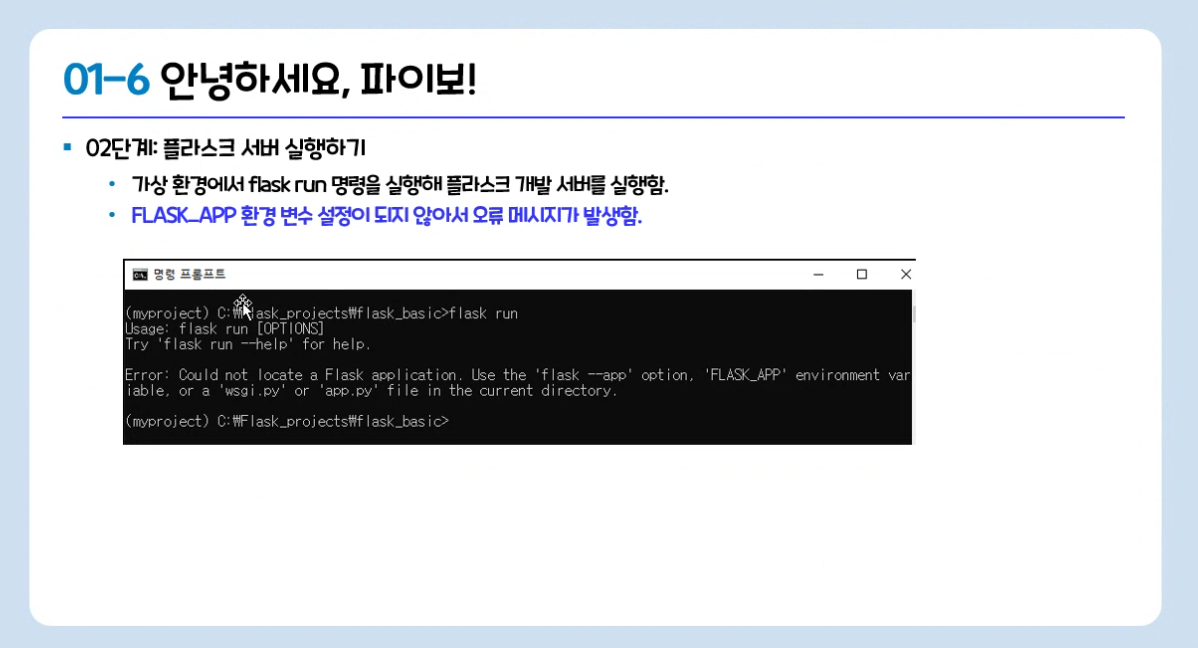 01-6 안녕하세요, 파이보!
02단계: 플라스크 서버 실행하기
가상 환경에서 flask run 명령을 실행해 플라스크 개발 서버를 실행함.
FLASK_APP 환경 변수 설정이 되지 않아서 오류 메시지가 발생함.
명령 프롬프트
(myproject) C:₩Flask_projects₩flask_basic>flask run
Usage: flask run [OPTIONS]
Try 'flask run --help' for help.
Error: Could not locate a Flask application. Use the 'flask --app' option, 'FLASK_APP' environment var
iable, or a 'wsgi.py' or 'app.py' file in the current directory.
(myproject) C:₩Flask_projects₩flask_basic>